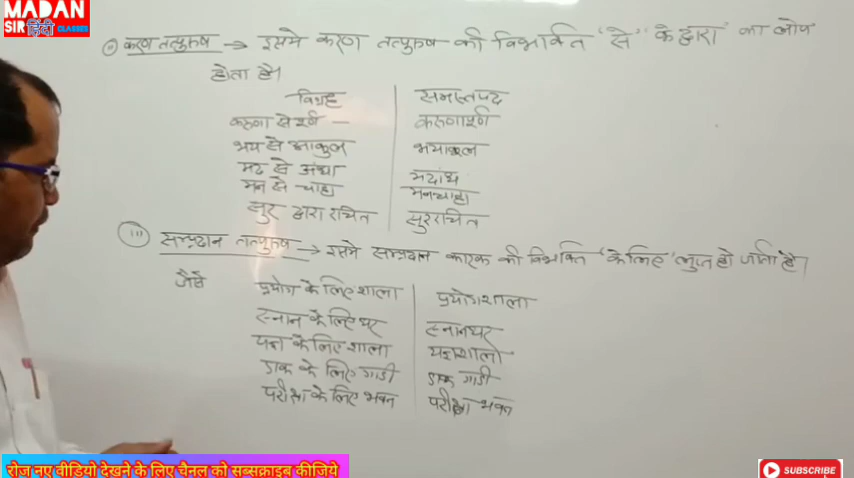 MADAN
SIR हिंदी CLASSES
(ii) करण तत्पुरुष → इसमे करण तत्पुरुष की विभक्ति 'से' 'के द्वारा' का लोप
होता है।
विग्रह समस्तपद
करुणा से पूर्ण – करुणापूर्ण
भय से आकुल भयाकुल
मद से अंधा मदांध
मन से चाहा मनचाहा
सुर द्वारा रचित सुररचित
(iii) सम्प्रदान तत्पुरुष → इसमे सम्प्रदान कारक की विभक्ति 'के लिए' लुप्त हो जाती है।
जैसे प्रयोग के लिए शाला प्रयोगशाला
स्नान के लिए घर स्नानघर
यज्ञ के लिए शाला यज्ञशाला
डाक के लिए गाडी डाक गाडी
परीक्षा के लिए भवन परीक्षा भवन
रोज नए वीडियो देखने के लिए चैनल को सब्सक्राइब कीजिये
SUBSCRIBE